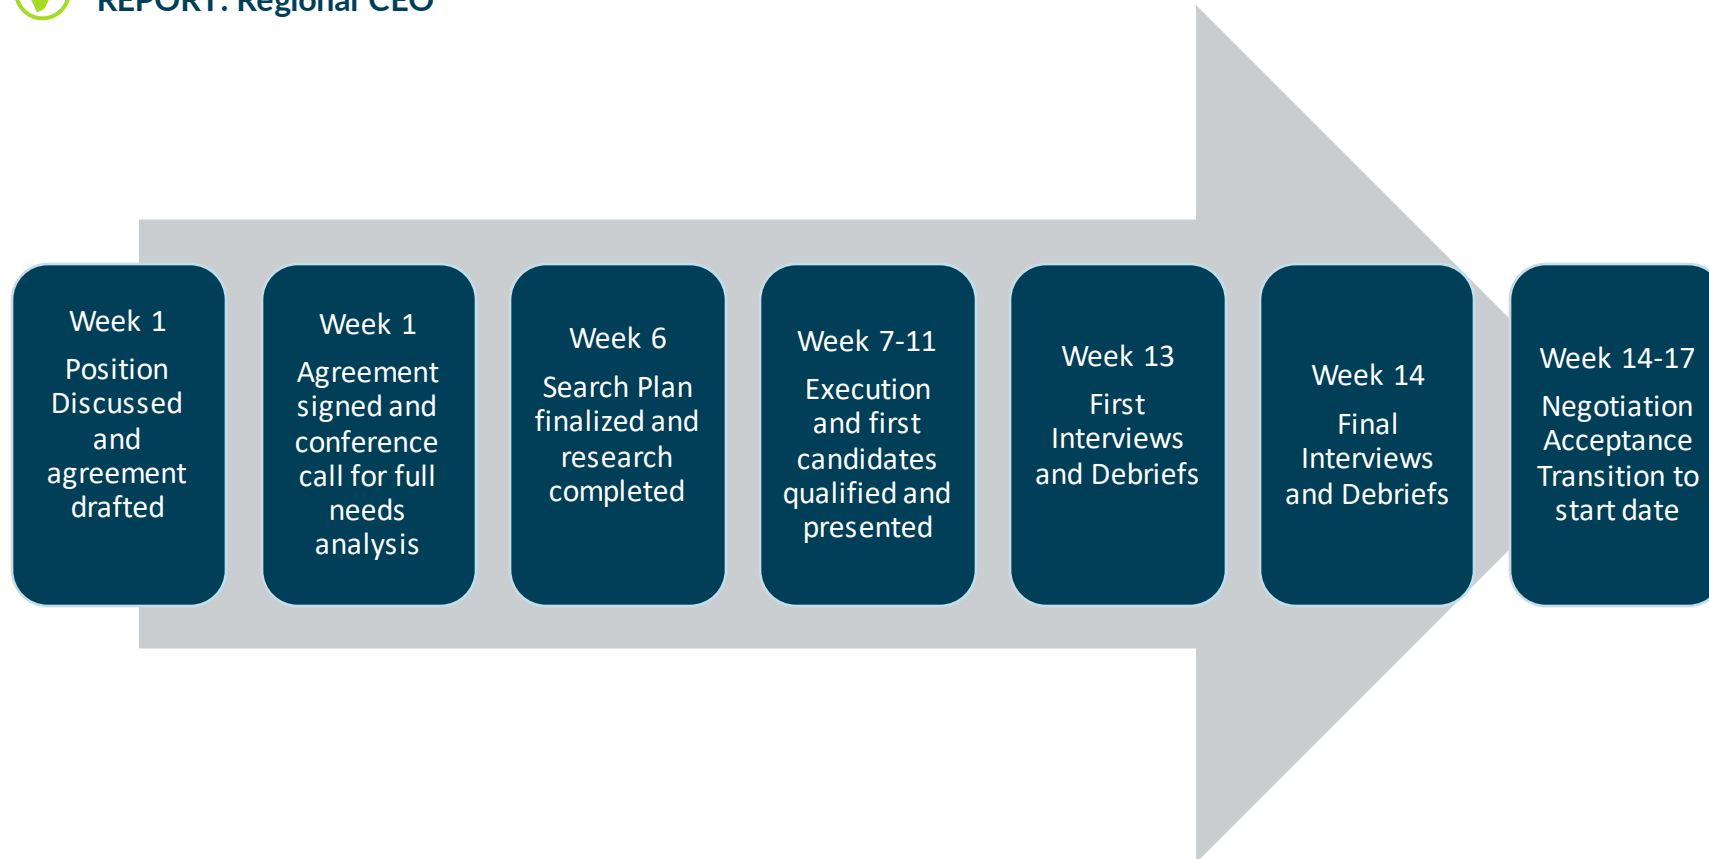 REPORT: Regional CEO
Week 1
Position
Discussed
and
agreement
drafted
Week 1
Agreement
signed and
conference
call for full
needs
analysis
Week 6
Search Plan
finalized and
research
completed
Week 7-11
Execution
and first
candidates
qualified and
presented
Week 13
First
Interviews
and Debriefs
Week 14
Final
Interviews
and Debriefs
Week 14-17
Negotiation
Acceptance
Transition to
start date